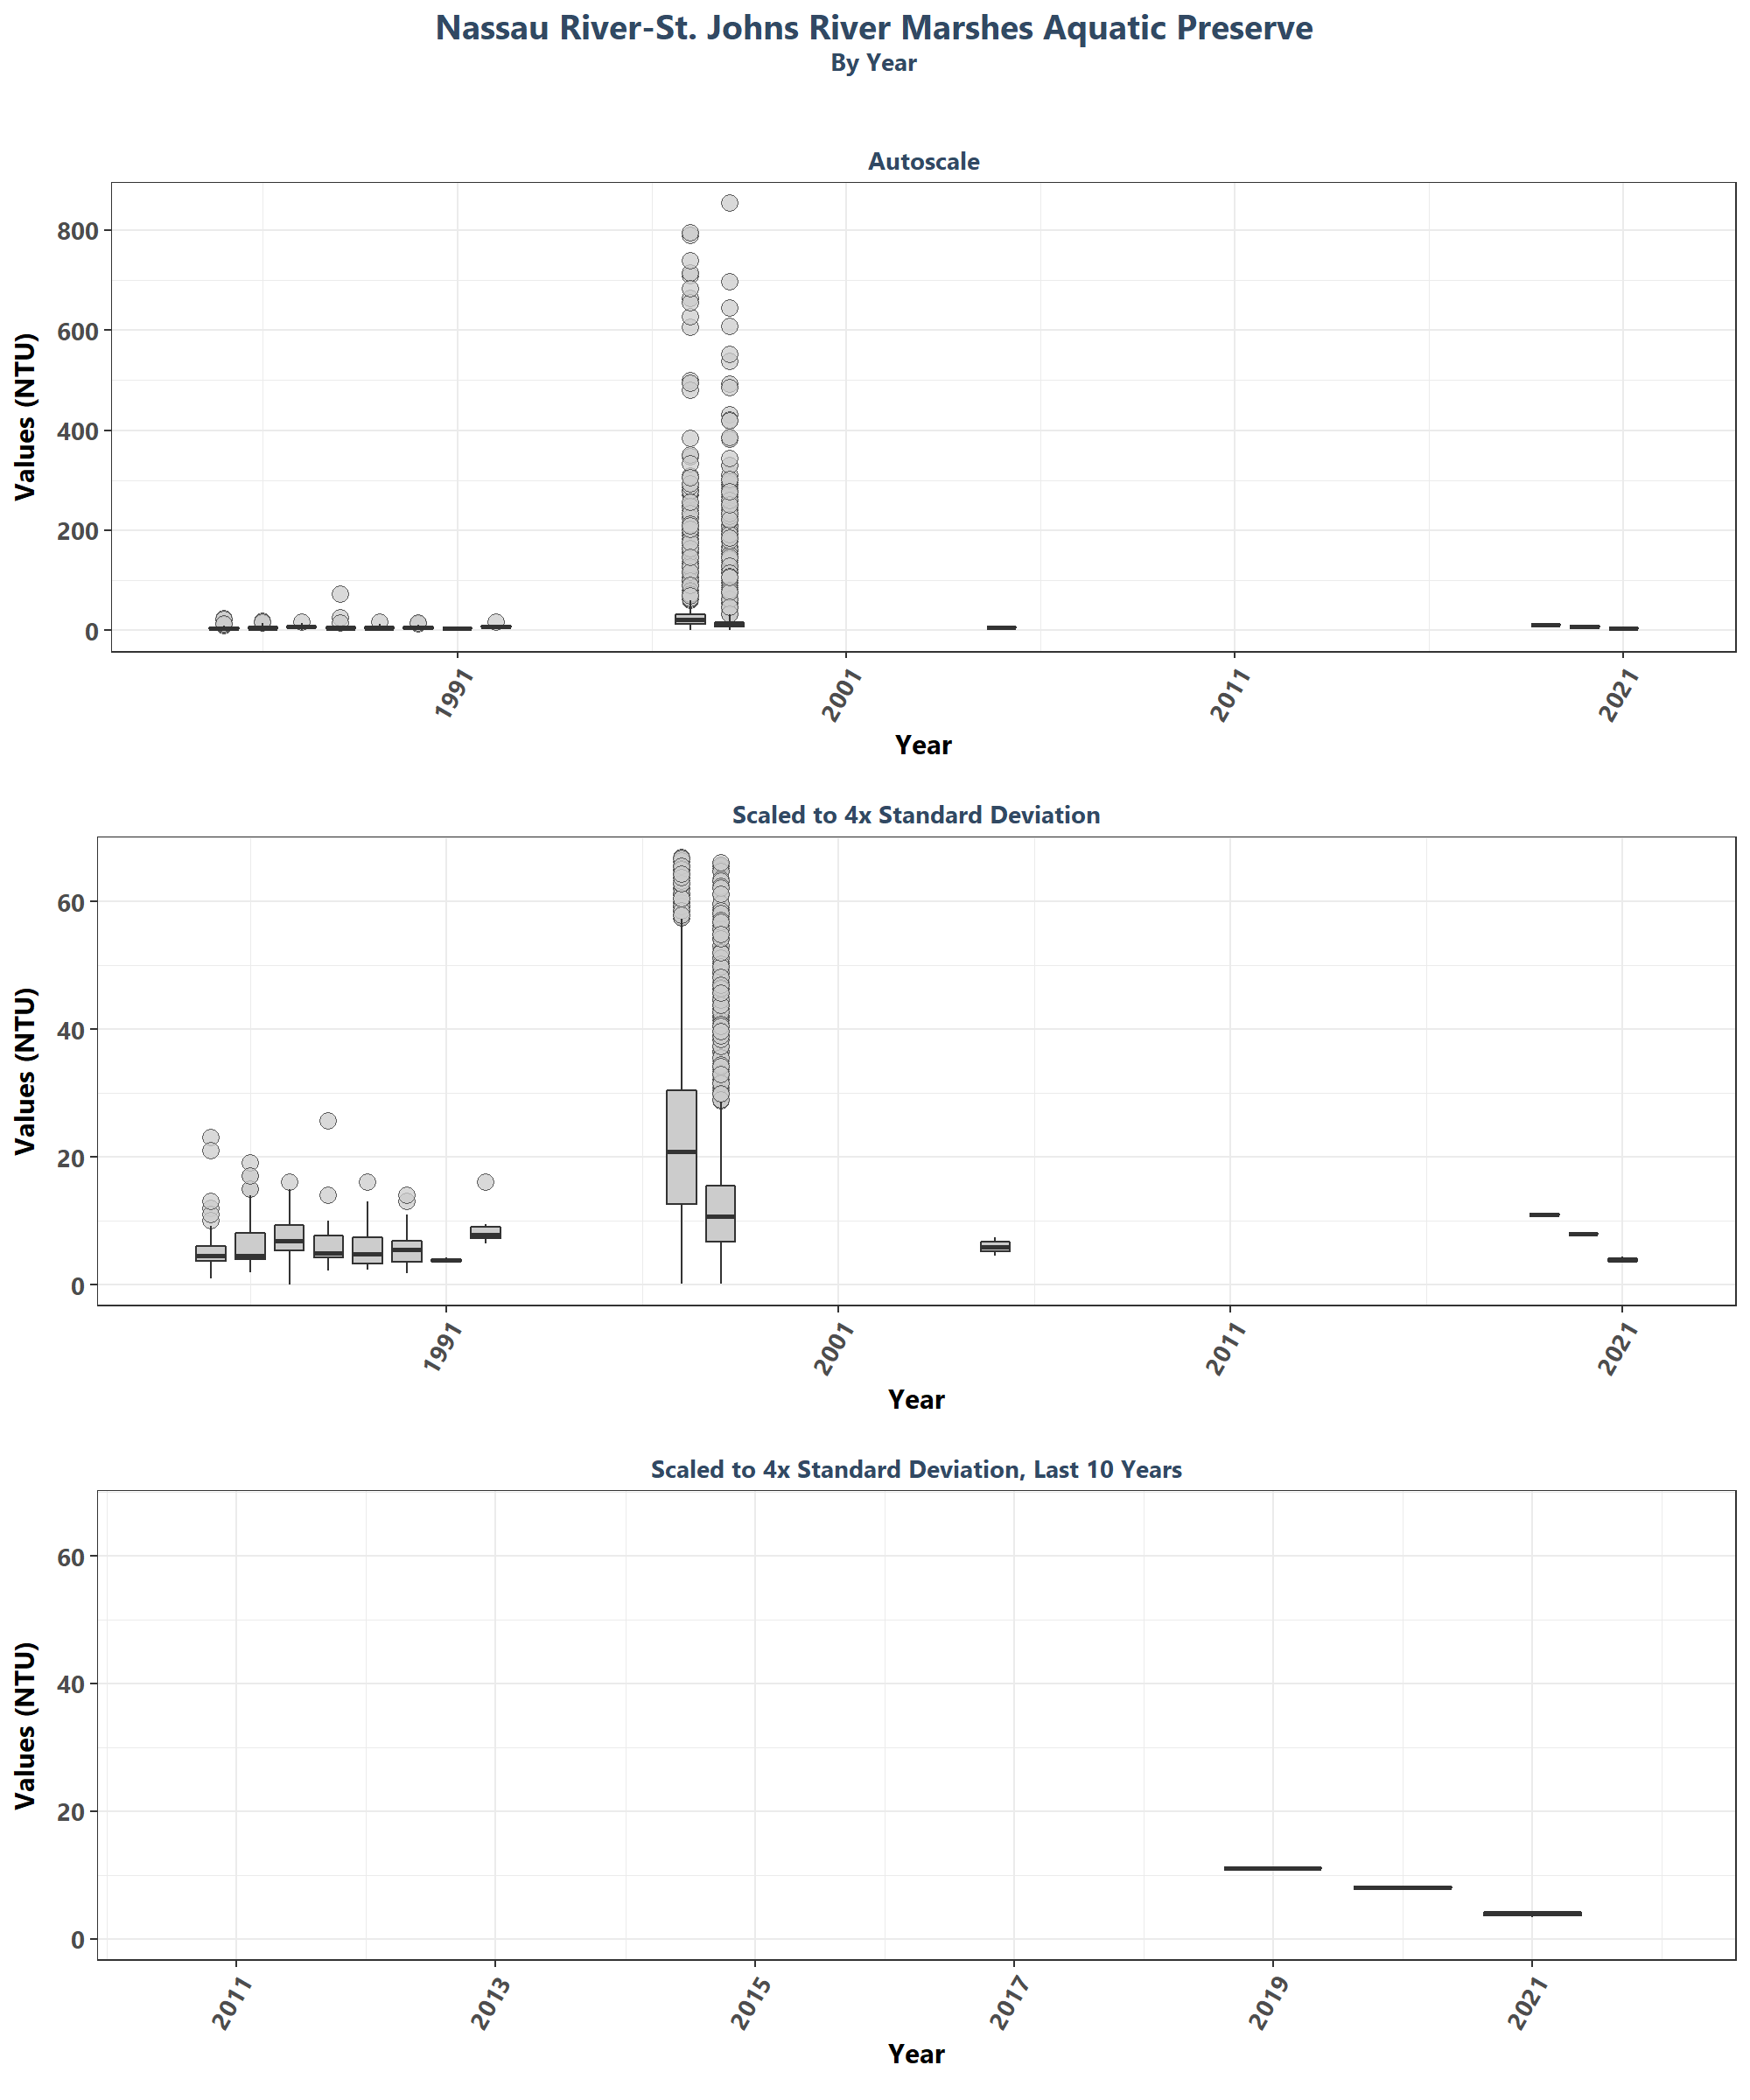 Nassau River-St. Johns River Marshes Aquatic Preserve
By Year
Autoscale
Values (NTU)
800
600
400
200
0
1991
2001
2011
2021
Year
Scaled to 4x Standard Deviation
Values (NTU)
60
40
20
0
1991
2001
2011
2021
Year
Scaled to 4x Standard Deviation, Last 10 Years
Values (NTU)
60
40
20
0
2011
2013
2015
2017
2019
2021
Year